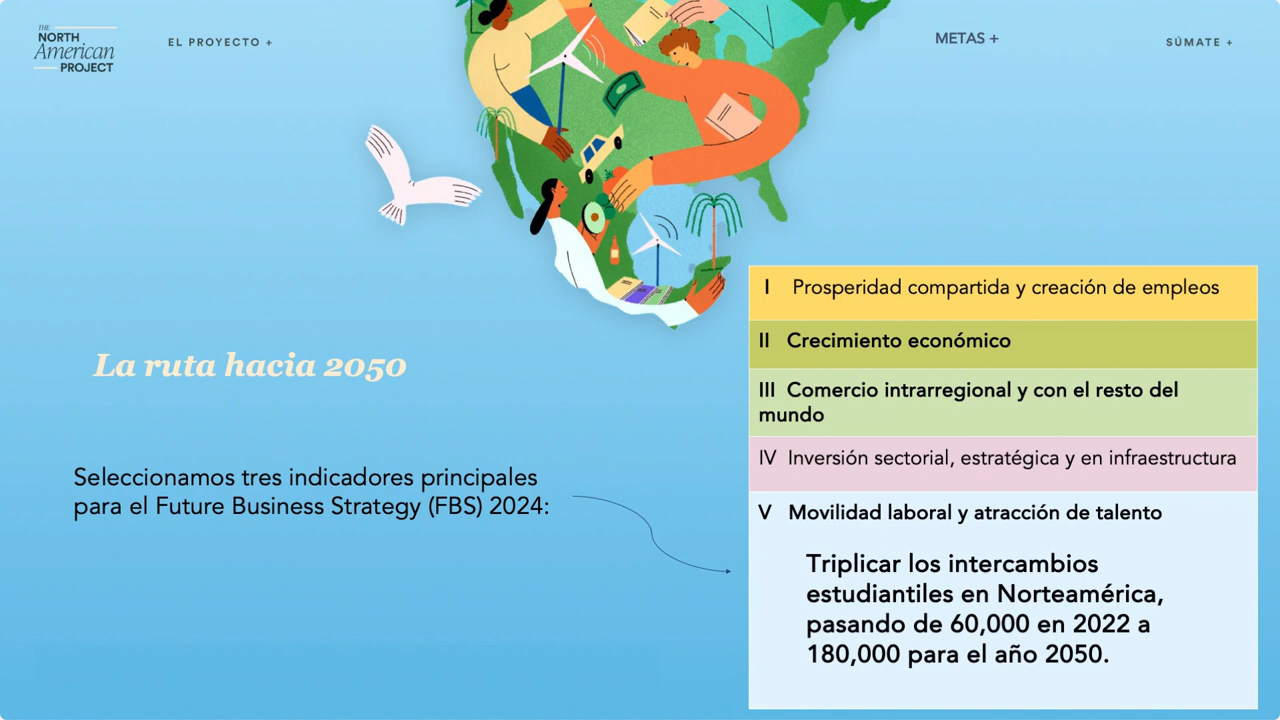 THE
NORTH
American
PROJECT
EL PROYECTO +
METAS +
SÚMATE +
La ruta hacia 2050
Seleccionamos tres indicadores principales
para el Future Business Strategy (FBS) 2024:
I Prosperidad compartida y creación de empleos
II Crecimiento económico
III Comercio intrarregional y con el resto del
mundo
IV Inversión sectorial, estratégica y en infraestructura
V Movilidad laboral y atracción de talento
Triplicar los intercambios
estudiantiles en Norteamérica,
pasando de 60,000 en 2022 a
180,000 para el año 2050.